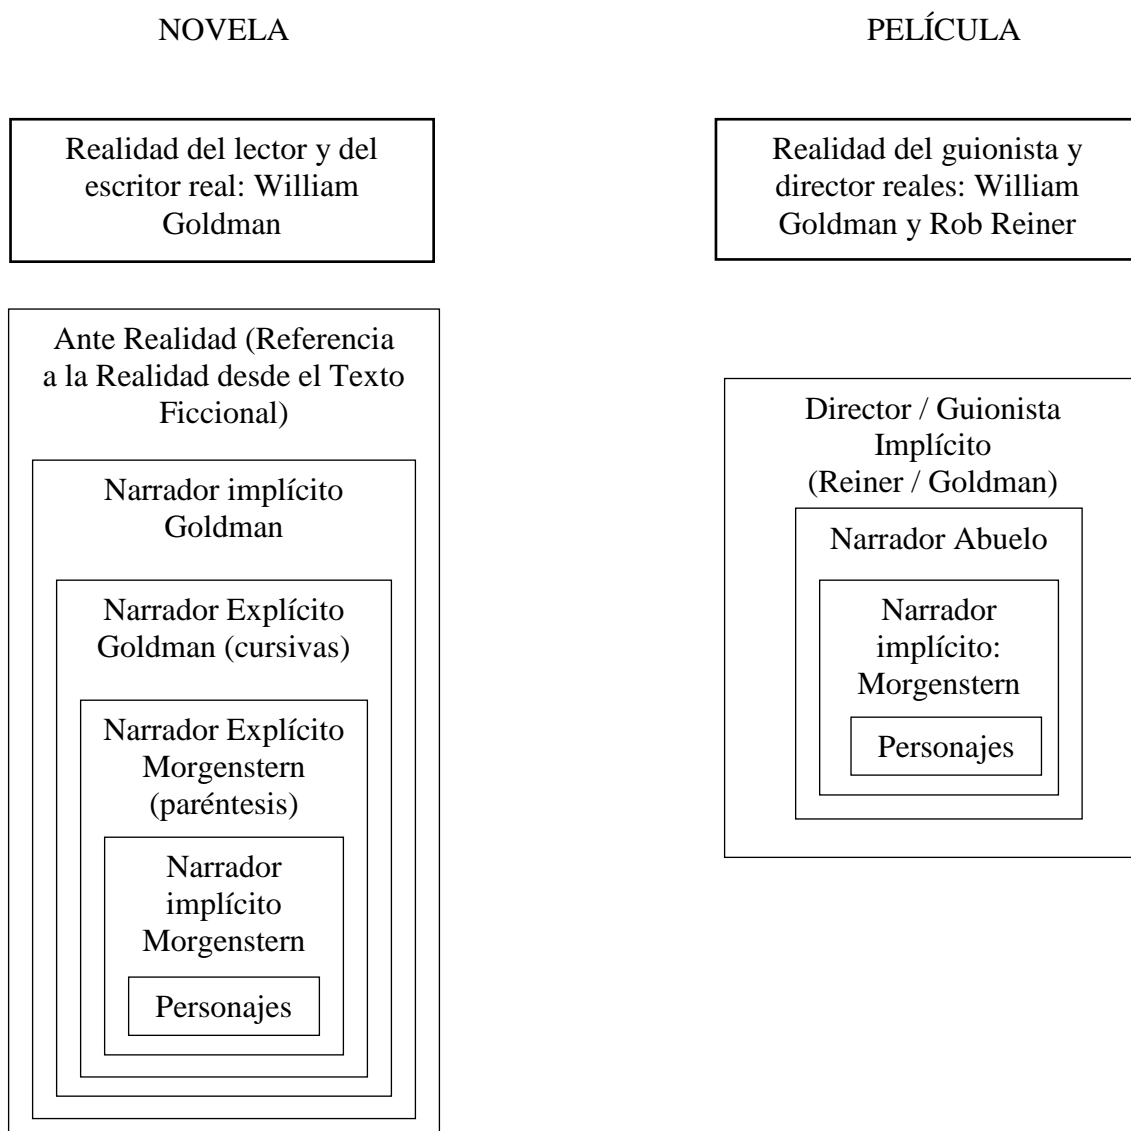 NOVELA
Realidad del lector y del
escritor real: William
Goldman
Ante Realidad (Referencia
a la Realidad desde el Texto
Ficcional)
Narrador implícito
Goldman
Narrador Explícito
Goldman (cursivas)
Narrador Explícito
Morgenstern
(paréntesis)
Narrador
implícito
Morgenstern
Personajes
PELÍCULA
Realidad del guionista y
director reales: William
Goldman y Rob Reiner
Director / Guionista
Implícito
(Reiner / Goldman)
Narrador Abuelo
Narrador
implícito:
Morgenstern
Personajes